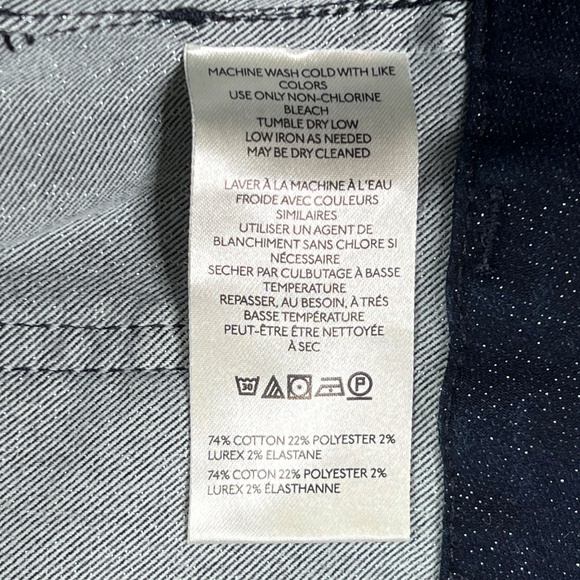 MACHINE WASH COLD WITH LIKE
COLORS
USE ONLY NON-CHLORINE
BLEACH
TUMBLE DRY LOW
LOW IRON AS NEEDED
MAY BE DRY CLEANED
LAVER À LA MACHINE À L'EAU
FROIDE AVEC COULEURS
SIMILAIRES
UTILISER UN AGENT DE
BLANCHIMENT SANS CHLORE SI
NÉCESSAIRE
SECHER PAR CULBUTAGE À BASSE
TEMPERATURE
REPASSER, AU BESOIN, À TRÉS
BASSE TEMPÉRATURE
PEUT-ÊTRE ÊTRE NETTOYÉE
À SEC
30 P
74% COTTON 22% POLYESTER 2%
LUREX 2% ELASTANE
74% COTON 22% POLYESTER 2%
LUREX 2% ÉLASTHANNE